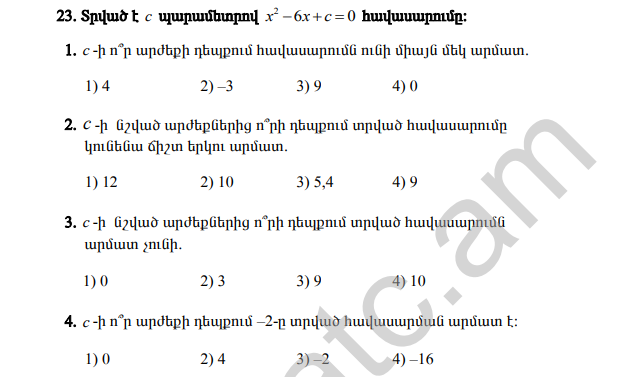 23. Տրված է c պարամետրով x² – 6x + c = 0 հավասարումը:
1. c -ի ո՞ր արժեքի դեպքում հավասարումն ունի միայն մեկ արմատ.
1) 4 2) –3 3) 9 4) 0
2. c -ի նշված արժեքներից ո՞րի դեպքում տրված հավասարումը
կունենա ճիշտ երկու արմատ.
1) 12 2) 10 3) 5,4 4) 9
3. c -ի նշված արժեքներից ո՞րի դեպքում տրված հավասարումն
արմատ չունի.
1) 0 2) 3 3) 9 4) 10
4. c -ի ո՞ր արժեքի դեպքում –2-ը տրված հավասարման արմատ է:
1) 0 2) 4 3) –2 4) –16
atc.am